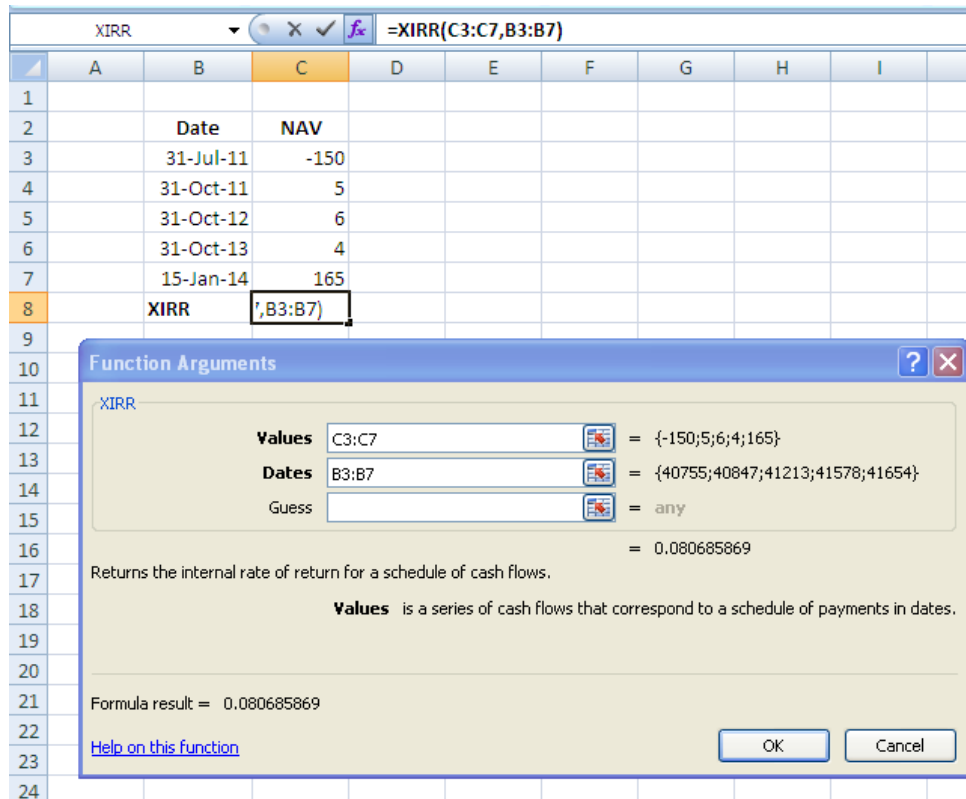 XIRR fx =XIRR(C3:C7,B3:B7)
A B C D E F G H I
1
2 Date NAV
3 31-Jul-11 -150
4 31-Oct-11 5
5 31-Oct-12 6
6 31-Oct-13 4
7 15-Jan-14 165
8 XIRR ',B3:B7)
9
10 Function Arguments ?
11 XIRR
12 Values C3:C7 = {-150;5;6;4;165}
13 Dates B3:B7 = {40755;40847;41213;41578;41654}
14 Guess = any
15
16 = 0.080685869
17 Returns the internal rate of return for a schedule of cash flows.
18 Values is a series of cash flows that correspond to a schedule of payments in dates.
19
20
21 Formula result = 0.080685869
22 OK Cancel
23 Help on this function
24